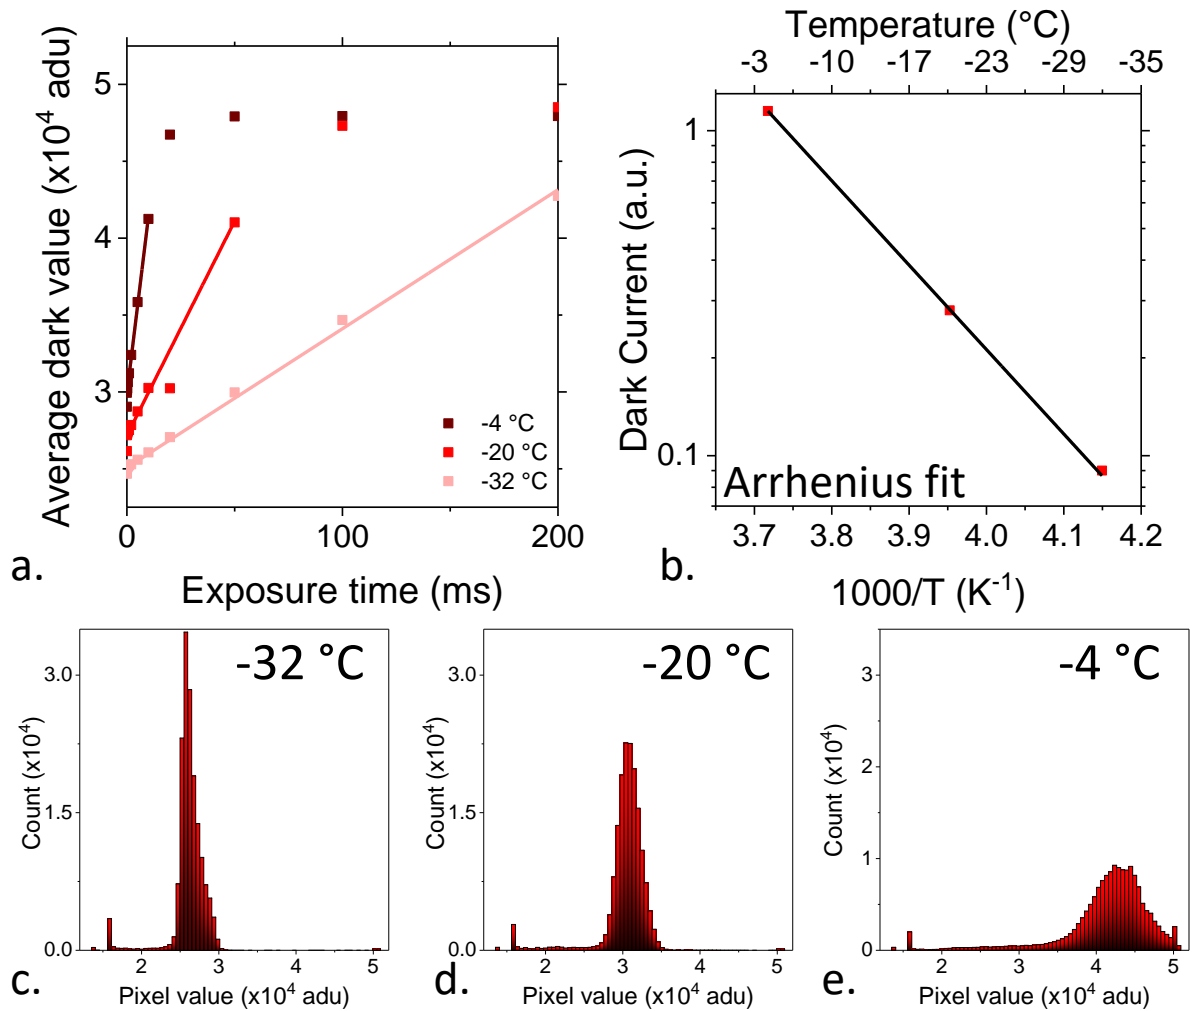 Average dark value (x10⁴ adu)
5
4
3
-4 °C
-20 °C
-32 °C
0
100
200
Exposure time (ms)
a.
Temperature (°C)
-3
-10
-17
-23
-29
-35
Dark Current (a.u.)
1
0.1
Arrhenius fit
3.7
3.8
3.9
4.0
4.1
4.2
1000/T (K⁻¹)
b.
-32 °C
Count (x10⁴)
3.0
1.5
0.0
2
3
4
5
Pixel value (x10⁴ adu)
c.
-20 °C
Count (x10⁴)
3.0
1.5
0.0
2
3
4
5
Pixel value (x10⁴ adu)
d.
-4 °C
Count (x10⁴)
3
2
1
0
2
3
4
5
Pixel value (x10⁴ adu)
e.